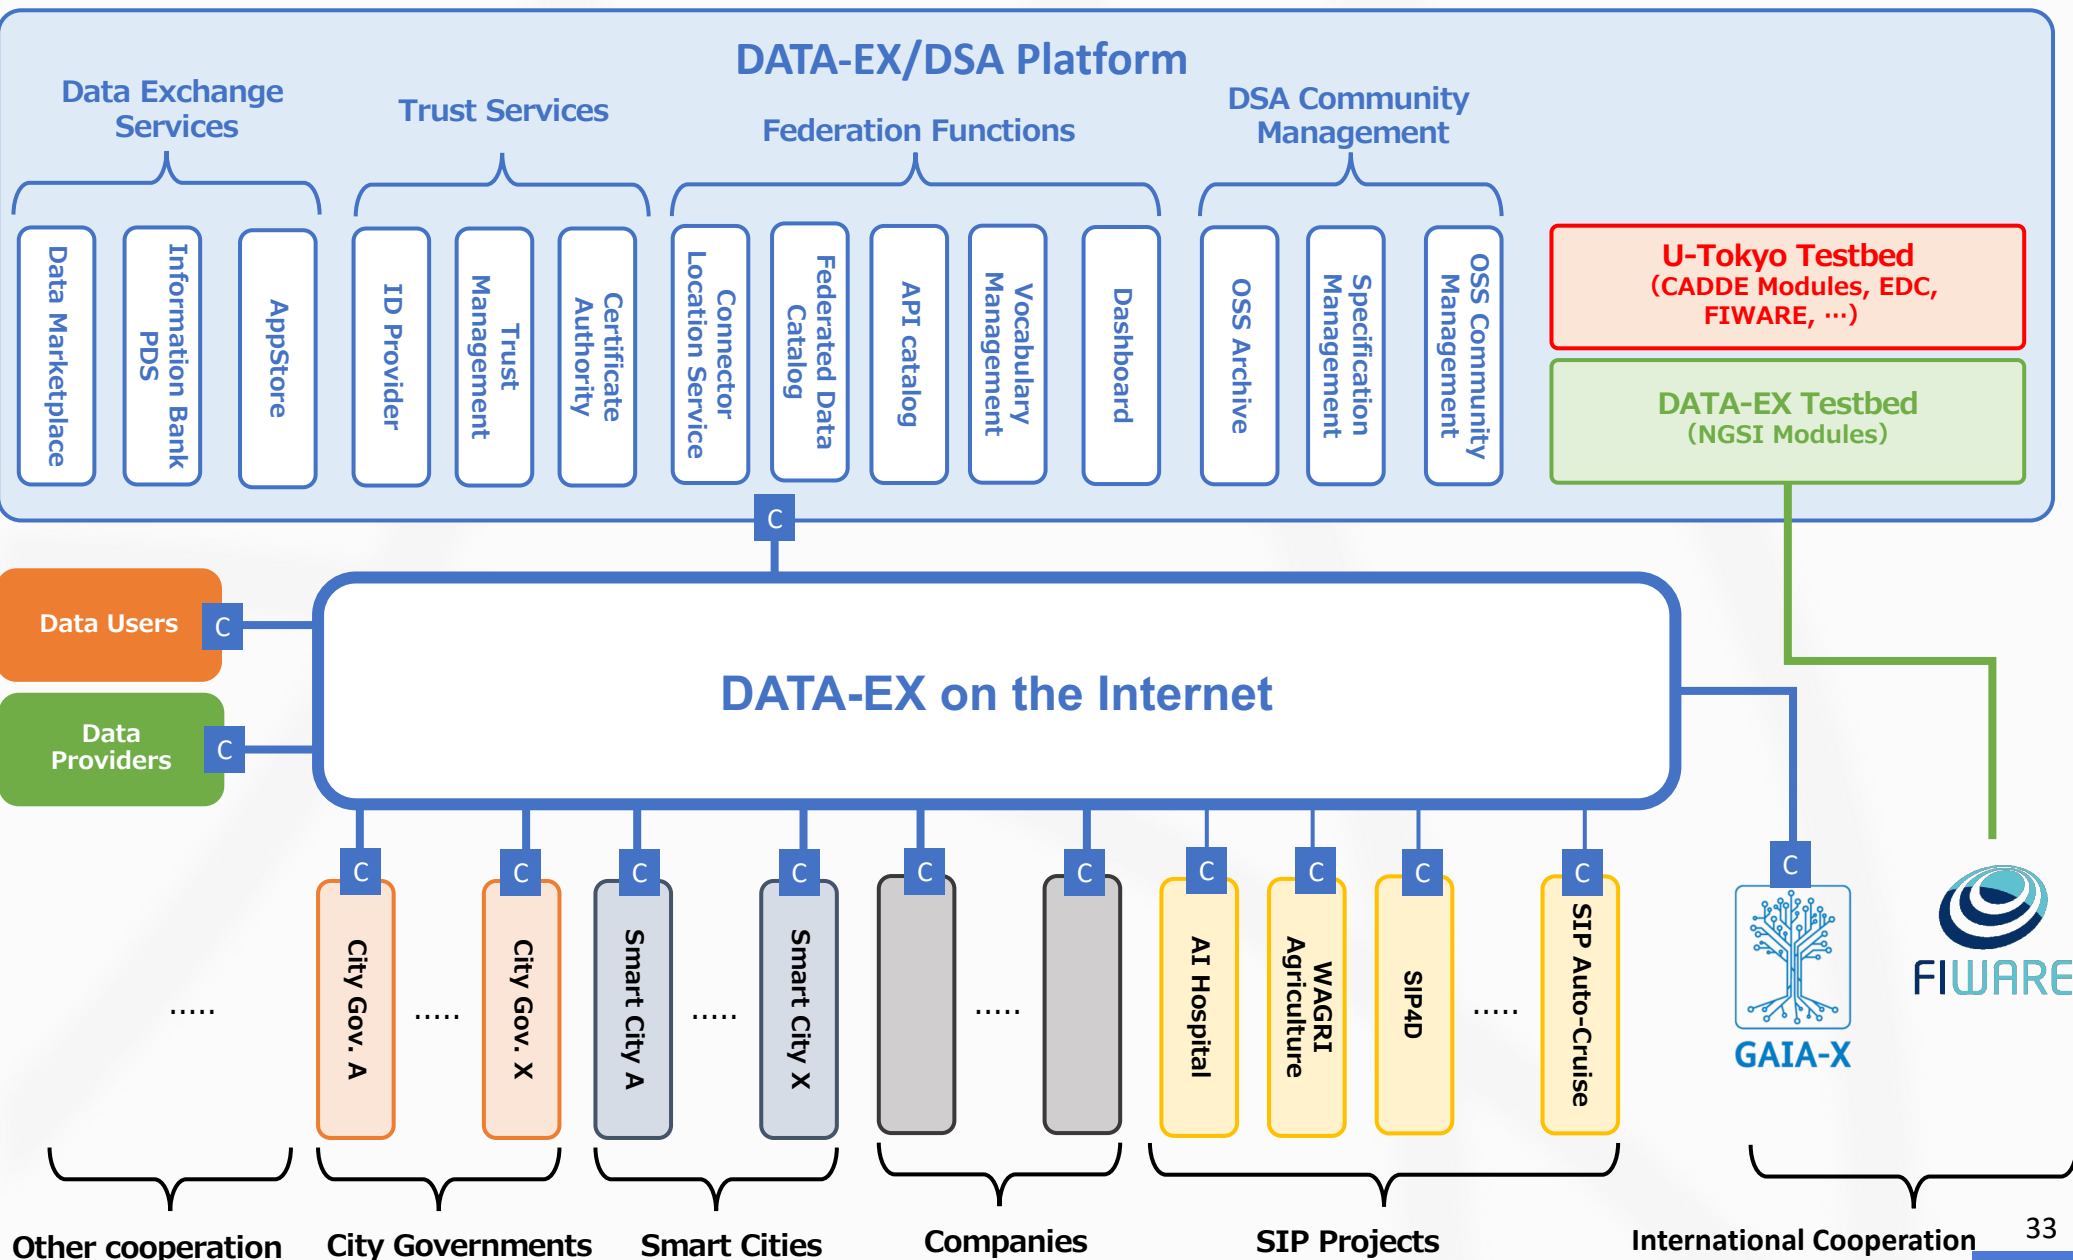 DATA-EX/DSA Platform
Data Exchange
Services
Trust Services
Federation Functions
DSA Community
Management
Data Marketplace
Information Bank
PDS
AppStore
ID Provider
Trust
Management
Certificate
Authority
Connector
Location Service
Federated Data
Catalog
API catalog
Vocabulary
Management
Dashboard
OSS Archive
Specification
Management
OSS Community
Management
U-Tokyo Testbed
(CADDE Modules, EDC,
FIWARE, …)
DATA-EX Testbed
(NGSI Modules)
C
Data Users
C
Data
Providers
C
DATA-EX on the Internet
C
C
C
C
C
C
C
C
C
C
C
.....
City Gov. A
.....
City Gov. X
Smart City A
.....
Smart City X
.....
AI Hospital
WAGRI
Agriculture
SIP4D
.....
SIP Auto-Cruise
GAIA-X
FIWARE
Other cooperation
City Governments
Smart Cities
Companies
SIP Projects
International Cooperation
33